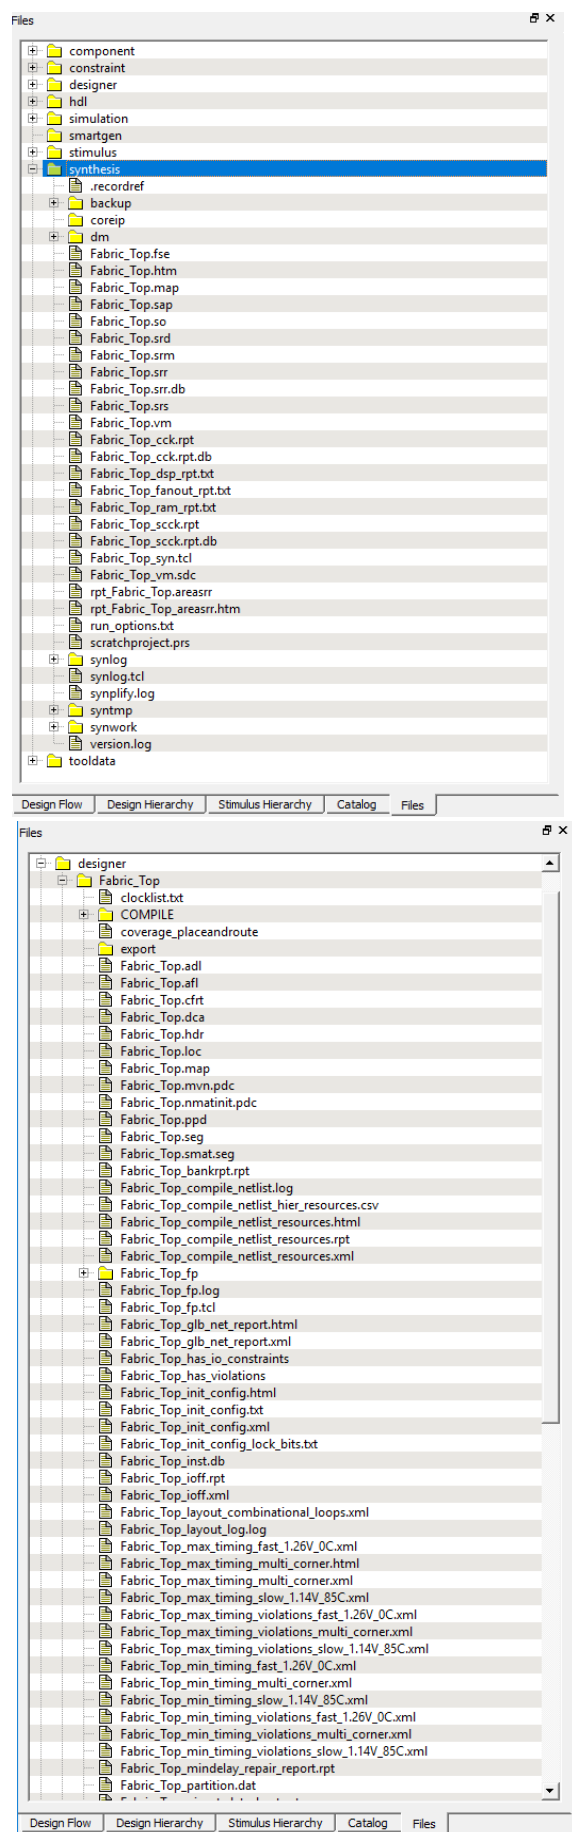 Files
component
constraint
designer
hdl
simulation
smartgen
stimulus
synthesis
.recordref
backup
coreip
dm
Fabric_Top.fse
Fabric_Top.htm
Fabric_Top.map
Fabric_Top.sap
Fabric_Top.so
Fabric_Top.srd
Fabric_Top.srm
Fabric_Top.srr
Fabric_Top.srr.db
Fabric_Top.srs
Fabric_Top.vm
Fabric_Top_cck.rpt
Fabric_Top_cck.rpt.db
Fabric_Top_dsp_rpt.txt
Fabric_Top_fanout_rpt.txt
Fabric_Top_ram_rpt.txt
Fabric_Top_scck.rpt
Fabric_Top_scck.rpt.db
Fabric_Top_syn.tcl
Fabric_Top_vm.sdc
rpt_Fabric_Top.areasrr
rpt_Fabric_Top_areasrr.htm
run_options.txt
scratchproject.prs
synlog
synlog.tcl
synplify.log
syntmp
synwork
version.log
tooldata
Design Flow Design Hierarchy Stimulus Hierarchy Catalog Files
Files
designer
Fabric_Top
clocklist.txt
COMPILE
coverage_placeandroute
export
Fabric_Top.adl
Fabric_Top.afl
Fabric_Top.cfrt
Fabric_Top.dca
Fabric_Top.hdr
Fabric_Top.loc
Fabric_Top.map
Fabric_Top.mvn.pdc
Fabric_Top.nmatinit.pdc
Fabric_Top.ppd
Fabric_Top.seg
Fabric_Top.smat.seg
Fabric_Top_bankrpt.rpt
Fabric_Top_compile_netlist.log
Fabric_Top_compile_netlist_hier_resources.csv
Fabric_Top_compile_netlist_resources.html
Fabric_Top_compile_netlist_resources.rpt
Fabric_Top_compile_netlist_resources.xml
Fabric_Top_fp
Fabric_Top_fp.log
Fabric_Top_fp.tcl
Fabric_Top_glb_net_report.html
Fabric_Top_glb_net_report.xml
Fabric_Top_has_io_constraints
Fabric_Top_has_violations
Fabric_Top_init_config.html
Fabric_Top_init_config.txt
Fabric_Top_init_config.xml
Fabric_Top_init_config_lock_bits.txt
Fabric_Top_inst.db
Fabric_Top_ioff.rpt
Fabric_Top_ioff.xml
Fabric_Top_layout_combinational_loops.xml
Fabric_Top_layout_log.log
Fabric_Top_max_timing_fast_1.26V_0C.xml
Fabric_Top_max_timing_multi_corner.html
Fabric_Top_max_timing_multi_corner.xml
Fabric_Top_max_timing_slow_1.14V_85C.xml
Fabric_Top_max_timing_violations_fast_1.26V_0C.xml
Fabric_Top_max_timing_violations_multi_corner.xml
Fabric_Top_max_timing_violations_slow_1.14V_85C.xml
Fabric_Top_min_timing_fast_1.26V_0C.xml
Fabric_Top_min_timing_multi_corner.xml
Fabric_Top_min_timing_slow_1.14V_85C.xml
Fabric_Top_min_timing_violations_fast_1.26V_0C.xml
Fabric_Top_min_timing_violations_multi_corner.xml
Fabric_Top_min_timing_violations_slow_1.14V_85C.xml
Fabric_Top_mindelay_repair_report.rpt
Fabric_Top_partition.dat
Design Flow Design Hierarchy Stimulus Hierarchy Catalog Files